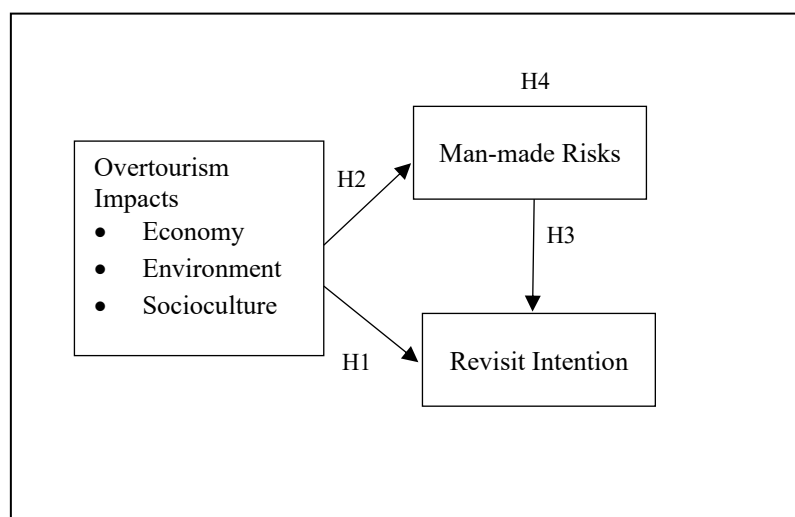 H4
Man-made Risks
Overtourism
Impacts
• Economy
• Environment
• Socioculture
H2
H3
H1
Revisit Intention